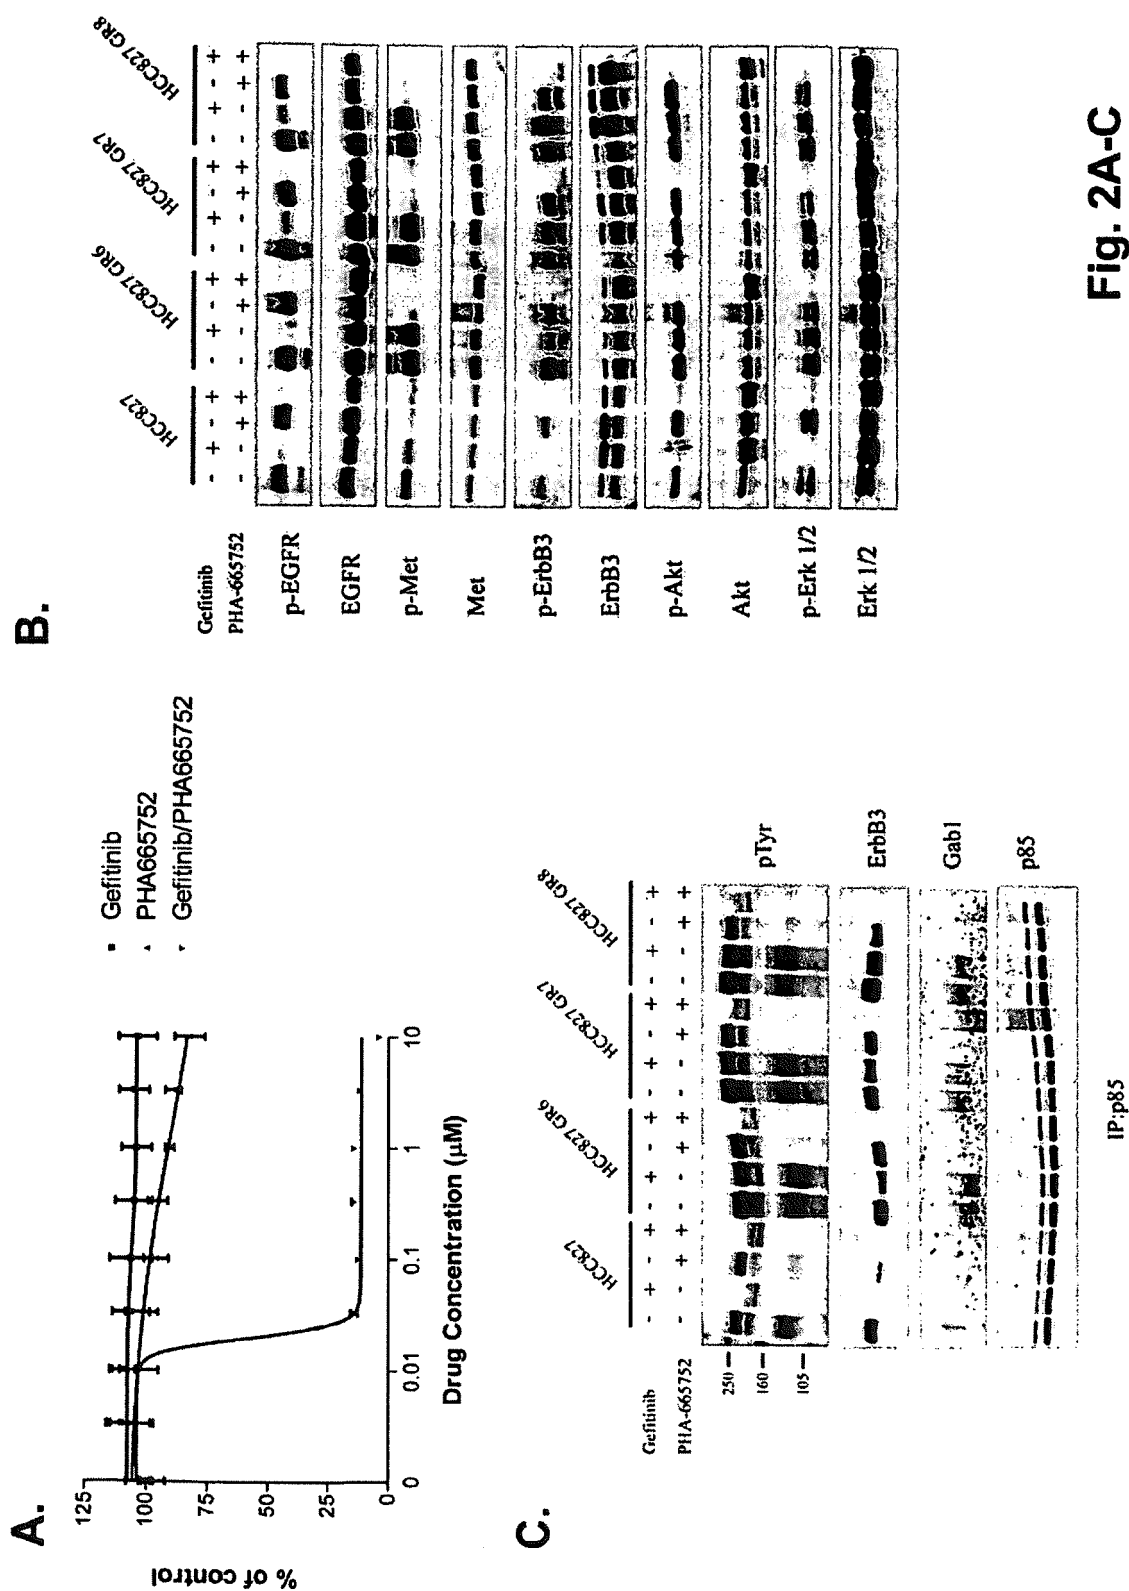 A.
% of control
125
100
75
50
25
0
0 0.01 0.1 1 10
Drug Concentration (µM)
Gefitinib
PHA665752
Gefitinib/PHA665752
B.
HCC827 HCC827 GR6 HCC827 GR7 HCC827 GR8
Gefitinib - + - + - + - + - + - + - + - +
PHA-665752 - - + + - - + + - - + + - - + +
p-EGFR
EGFR
p-Met
Met
p-ErbB3
ErbB3
p-Akt
Akt
p-Erk 1/2
Erk 1/2
C.
HCC827 HCC827 GR6 HCC827 GR7 HCC827 GR8
Gefitinib - + - + - + - + - + - + - + - +
PHA-665752 - - + + - - + + - - + + - - + +
250
160
105
pTyr
ErbB3
Gab1
p85
IP:p85
Fig. 2A-C